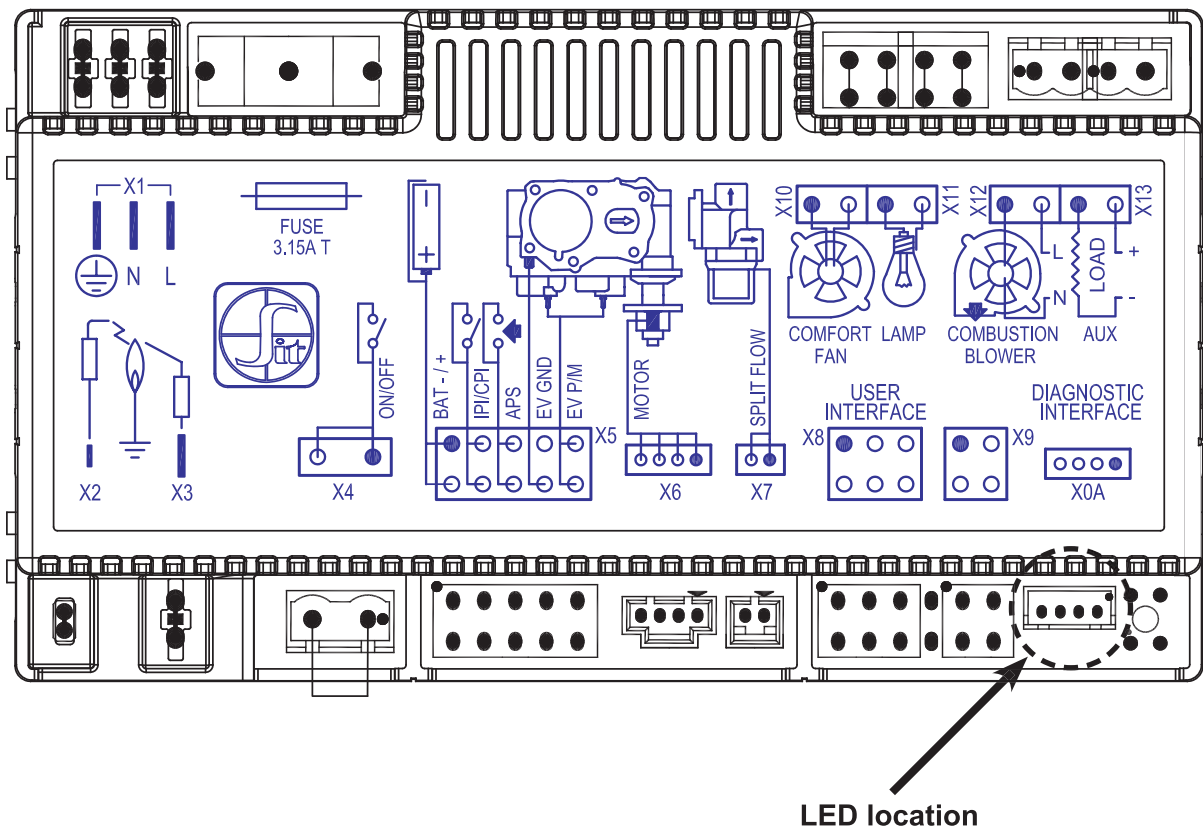 X1
N
L
FUSE
3.15A T
Sit
- 
+
ON/OFF
BAT - / +
IPI/CPI
APS
EV GND
EV P/M
MOTOR
SPLIT FLOW
X10
X11
X12
X13
L
N
LOAD
+
-
COMFORT
FAN
LAMP
COMBUSTION
BLOWER
AUX
USER
INTERFACE
DIAGNOSTIC
INTERFACE
X2
X3
X4
X5
X6
X7
X8
X9
X0A
LED location